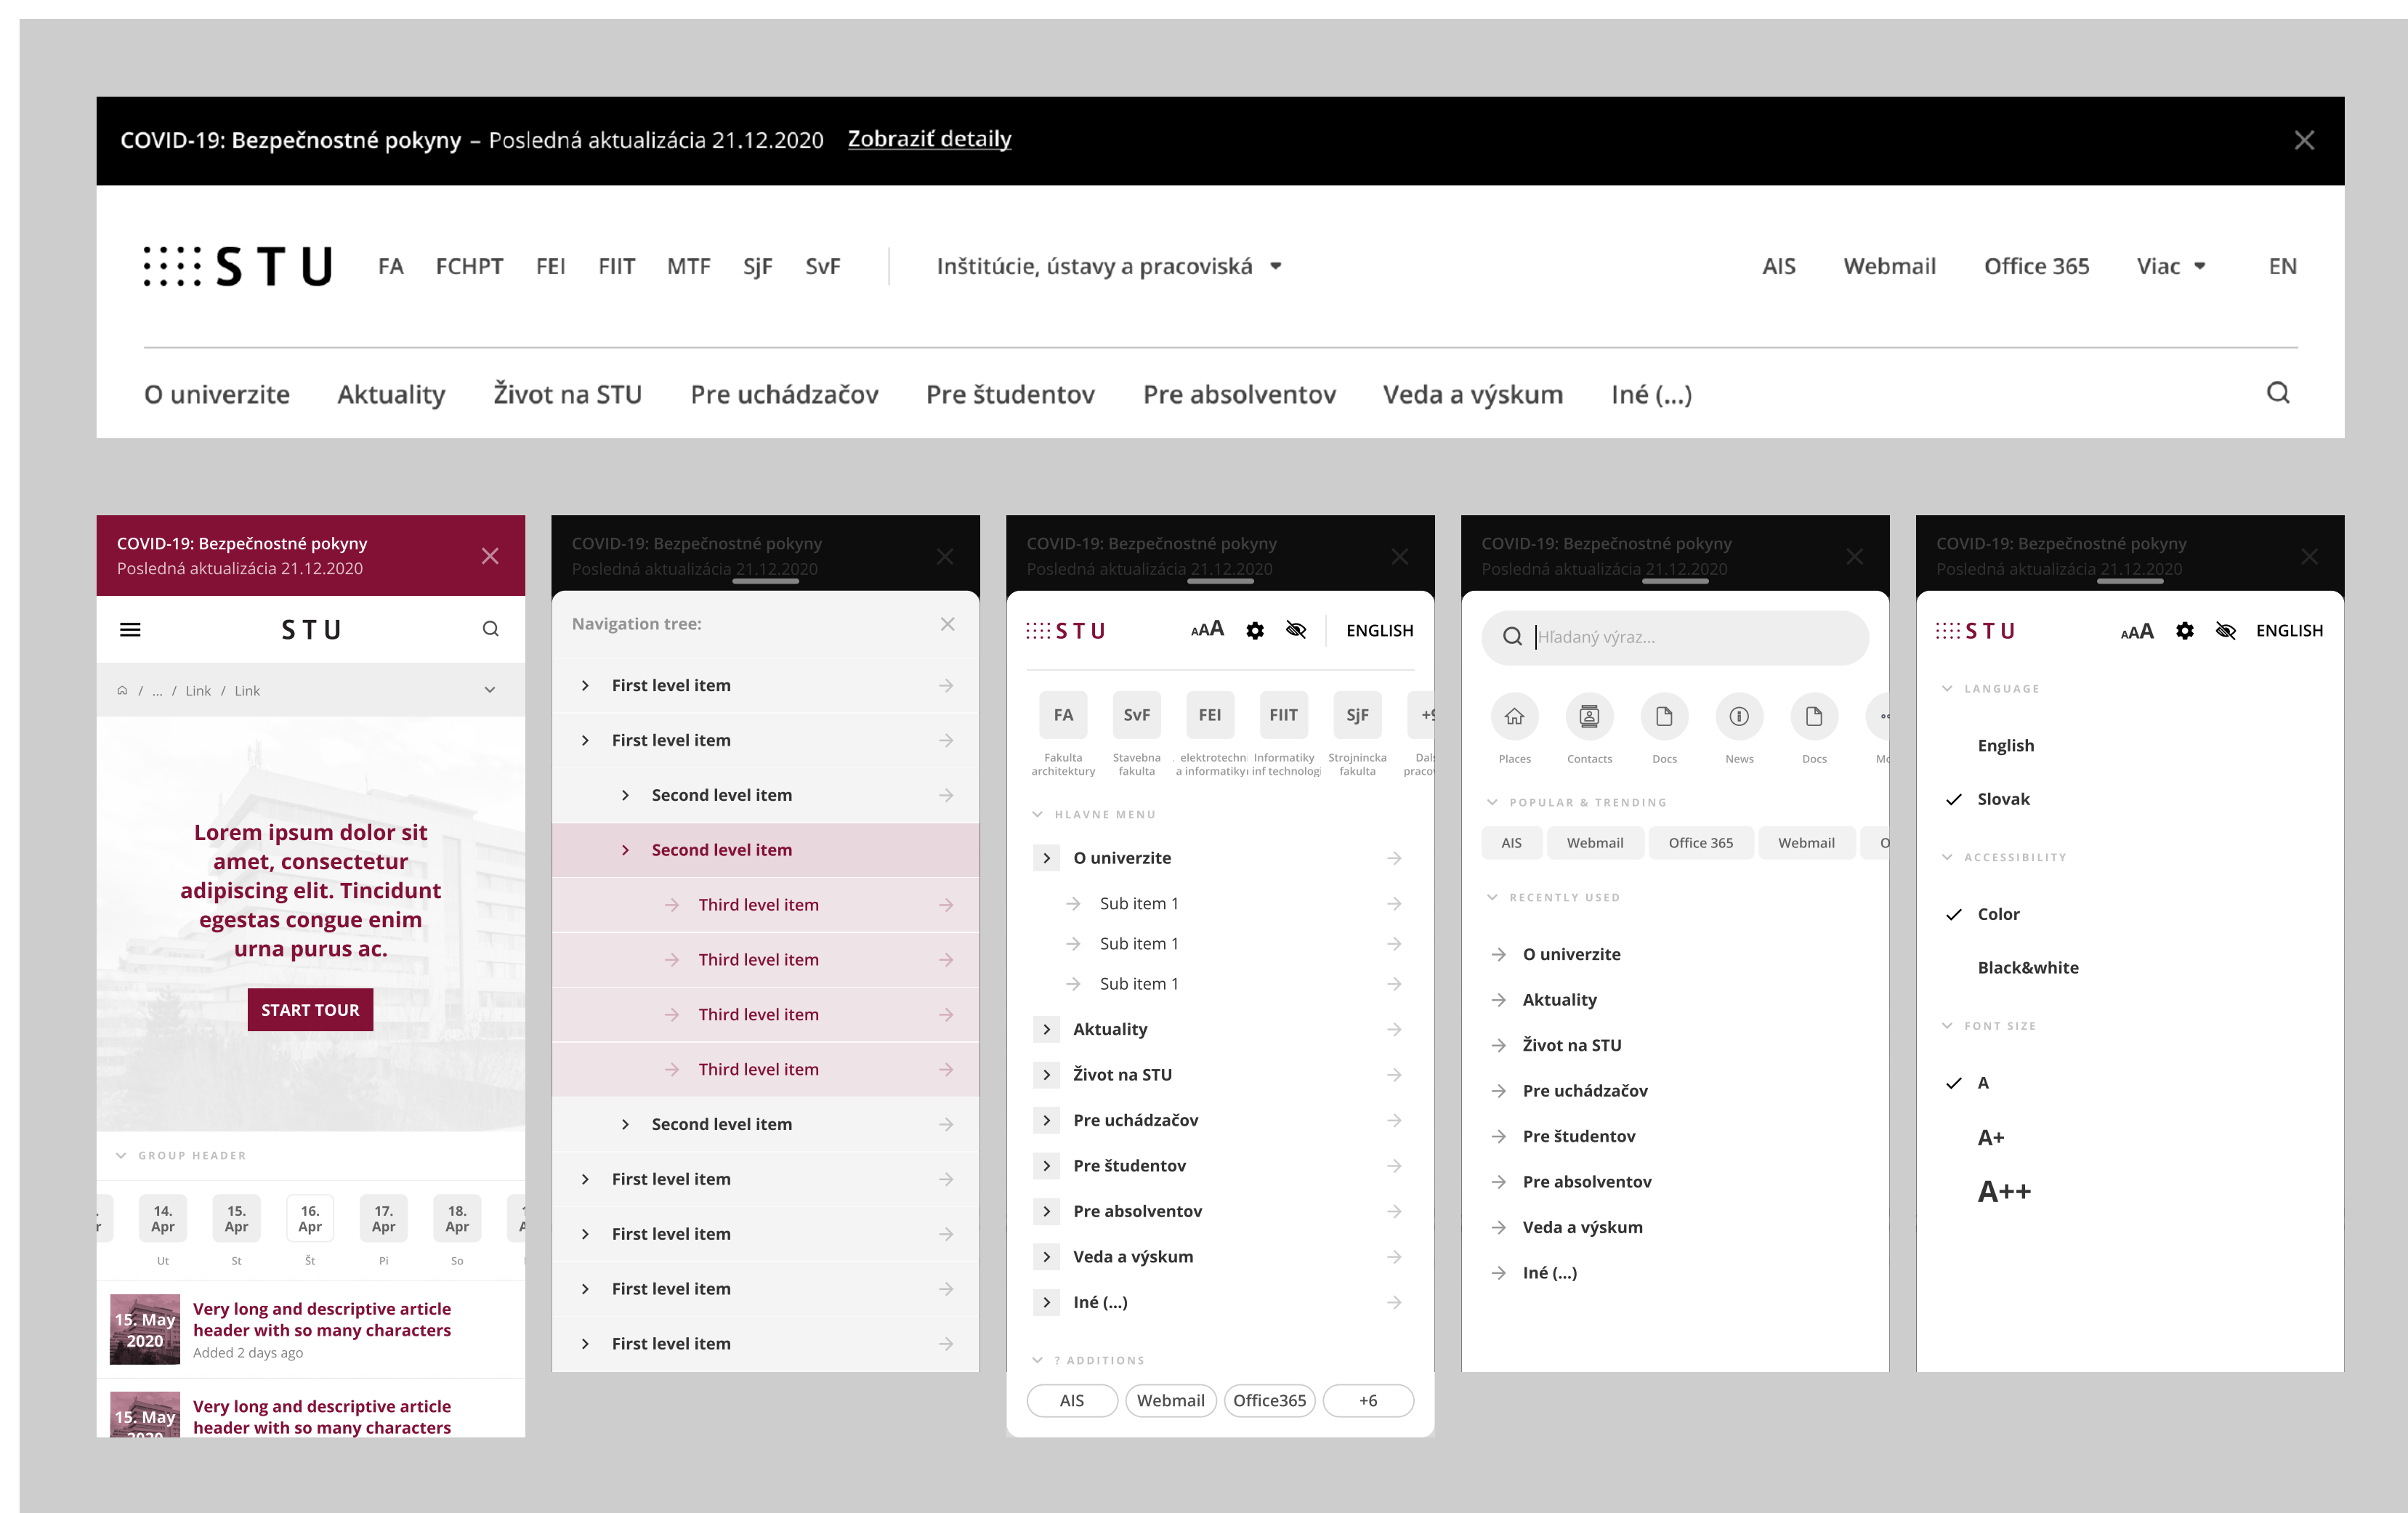 COVID-19: Bezpečnostné pokyny – Posledná aktualizácia 21.12.2020 Zobraziť detaily
STU FA FCHPT FEI FIIT MTF SjF SvF Inštitúcie, ústavy a pracoviská AIS Webmail Office 365 Viac EN
O univerzite Aktuality Život na STU Pre uchádzačov Pre študentov Pre absolventov Veda a výskum Iné (...)
COVID-19: Bezpečnostné pokyny
Posledná aktualizácia 21.12.2020
STU
/ ... / Link / Link
Lorem ipsum dolor sit
amet, consectetur
adipiscing elit. Tincidunt
egestas congue enim
urna purus ac.
START TOUR
GROUP HEADER
14. 15. 16. 17. 18.
Apr Apr Apr Apr Apr
Ut St Št Pi So
15. May
2020
Very long and descriptive article
header with so many characters
Added 2 days ago
15. May
2020
Very long and descriptive article
header with so many characters
COVID-19: Bezpečnostné pokyny
Posledná aktualizácia 21.12.2020
Navigation tree:
First level item
First level item
Second level item
Second level item
Third level item
Third level item
Third level item
Third level item
Second level item
First level item
First level item
First level item
First level item
COVID-19: Bezpečnostné pokyny
Posledná aktualizácia 21.12.2020
STU AAA ENGLISH
FA SvF FEI FIIT SjF
Fakulta Stavebna elektrotechn Informatiky Strojnincka
architektury fakulta a informatiky inf technolog fakulta
HLAVNE MENU
O univerzite
Sub item 1
Sub item 1
Sub item 1
Aktuality
Život na STU
Pre uchádzačov
Pre študentov
Pre absolventov
Veda a výskum
Iné (...)
? ADDITIONS
AIS Webmail Office365 +6
COVID-19: Bezpečnostné pokyny
Posledná aktualizácia 21.12.2020
Hľadaný výraz...
Places Contacts Docs News Docs
POPULAR & TRENDING
AIS Webmail Office 365 Webmail
RECENTLY USED
O univerzite
Aktuality
Život na STU
Pre uchádzačov
Pre študentov
Pre absolventov
Veda a výskum
Iné (...)
COVID-19: Bezpečnostné pokyny
Posledná aktualizácia 21.12.2020
STU AAA ENGLISH
LANGUAGE
English
Slovak
ACCESSIBILITY
Color
Black&white
FONT SIZE
A
A+
A++